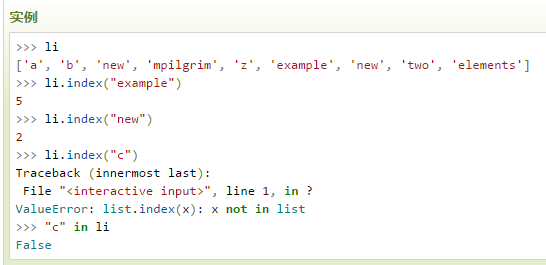 实例
>>> li
['a', 'b', 'new', 'mpilgrim', 'z', 'example', 'new', 'two', 'elements']
>>> li.index("example")
5
>>> li.index("new")
2
>>> li.index("c")
Traceback (innermost last):
 File "<interactive input>", line 1, in ?
ValueError: list.index(x): x not in list
>>> "c" in li
False